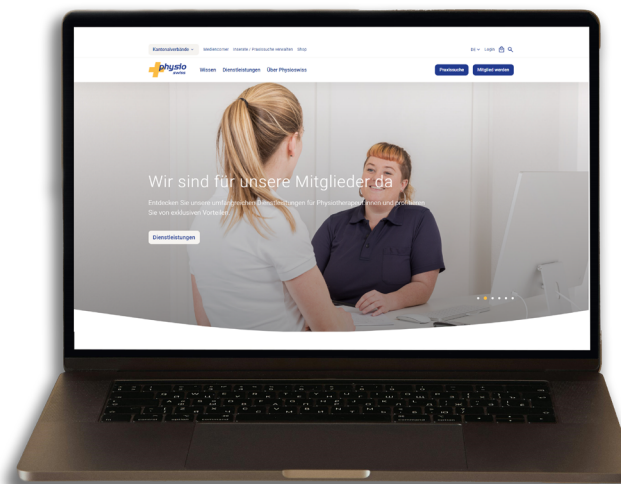 Kantonalverbände
Mediencorner Inserate / Praxissuche verwalten Shop
Login
physio
swiss
Wissen Dienstleistungen Über Physioswiss
Praxissuche
Mitglied werden
Wir sind für unsere Mitglieder da
Entdecken Sie unsere umfangreichen Dienstleistungen für Physiotherapeut:innen und profitieren
Sie von exklusiven Vorteilen.
Dienstleistungen